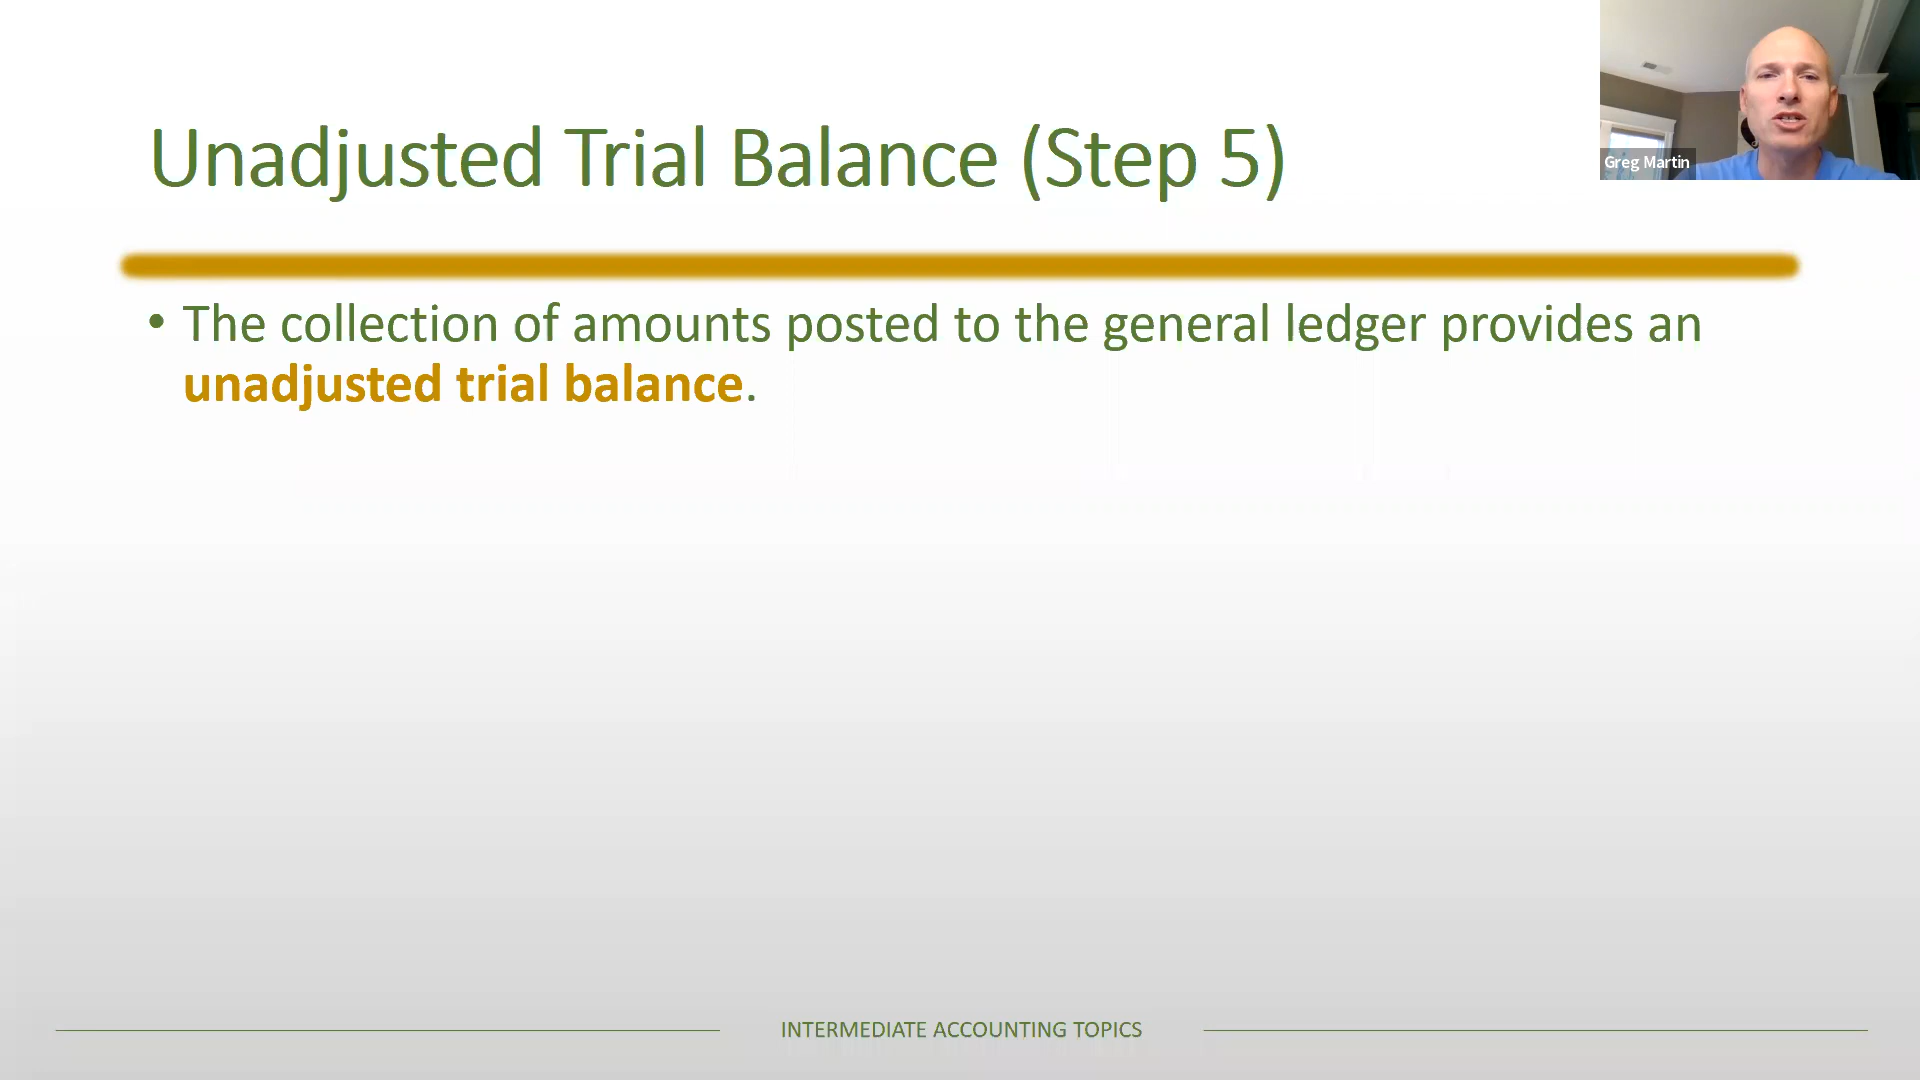 Unadjusted Trial Balance (Step 5)
Greg Martin
• The collection of amounts posted to the general ledger provides an
unadjusted trial balance.
INTERMEDIATE ACCOUNTING TOPICS